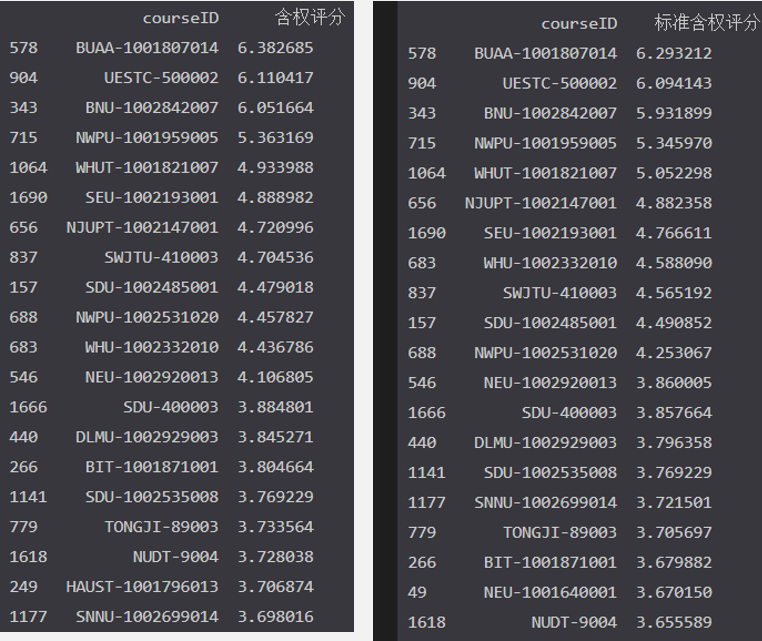 courseID 含权评分
578 BUAA-1001807014 6.382685
904 UESTC-500002 6.110417
343 BNU-1002842007 6.051664
715 NWPU-1001959005 5.363169
1064 WHUT-1001821007 4.933988
1690 SEU-1002193001 4.888982
656 NJUPT-1002147001 4.720996
837 SWJTU-410003 4.704536
157 SDU-1002485001 4.479018
688 NWPU-1002531020 4.457827
683 WHU-1002332010 4.436786
546 NEU-1002920013 4.106805
1666 SDU-400003 3.884801
440 DLMU-1002929003 3.845271
266 BIT-1001871001 3.804664
1141 SDU-1002535008 3.769229
779 TONGJI-89003 3.733564
1618 NUDT-9004 3.728038
249 HAUST-1001796013 3.706874
1177 SNNU-1002699014 3.698016
courseID 标准含权评分
578 BUAA-1001807014 6.293212
904 UESTC-500002 6.094143
343 BNU-1002842007 5.931899
715 NWPU-1001959005 5.345970
1064 WHUT-1001821007 5.052298
656 NJUPT-1002147001 4.882358
1690 SEU-1002193001 4.766611
683 WHU-1002332010 4.588090
837 SWJTU-410003 4.565192
157 SDU-1002485001 4.490852
688 NWPU-1002531020 4.253067
546 NEU-1002920013 3.860005
1666 SDU-400003 3.857664
440 DLMU-1002929003 3.796358
1141 SDU-1002535008 3.769229
1177 SNNU-1002699014 3.721501
779 TONGJI-89003 3.705697
266 BIT-1001871001 3.679882
49 NEU-1001640001 3.670150
1618 NUDT-9004 3.655589